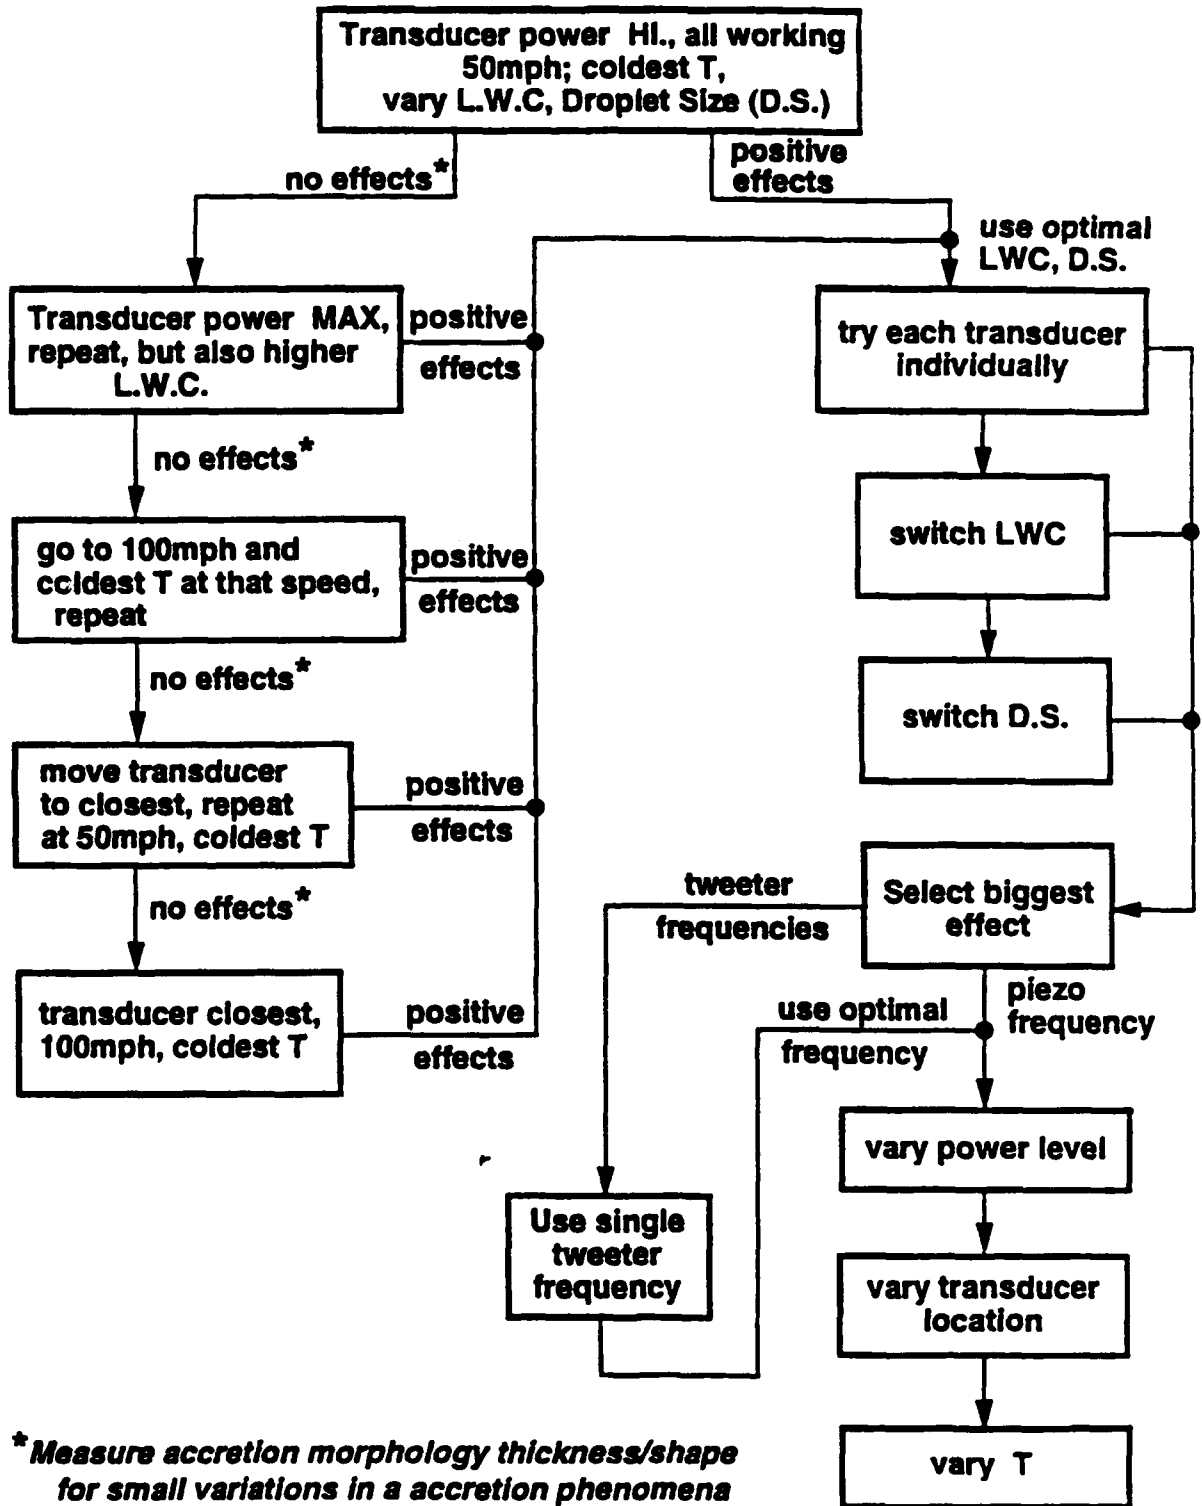 Transducer power HI., all working
50mph; coldest T,
vary L.W.C, Droplet Size (D.S.)
no effects*
positive
effects
use optimal
LWC, D.S.
Transducer power MAX,
repeat, but also higher
L.W.C.
positive
effects
try each transducer
individually
no effects*
switch LWC
go to 100mph and
coldest T at that speed,
repeat
positive
effects
no effects*
switch D.S.
move transducer
to closest, repeat
at 50mph, coldest T
positive
effects
no effects*
tweeter
frequencies
Select biggest
effect
transducer closest,
100mph, coldest T
positive
effects
use optimal
frequency
piezo
frequency
vary power level
Use single
tweeter
frequency
vary transducer
location
vary T
*Measure accretion morphology thickness/shape
for small variations in a accretion phenomena